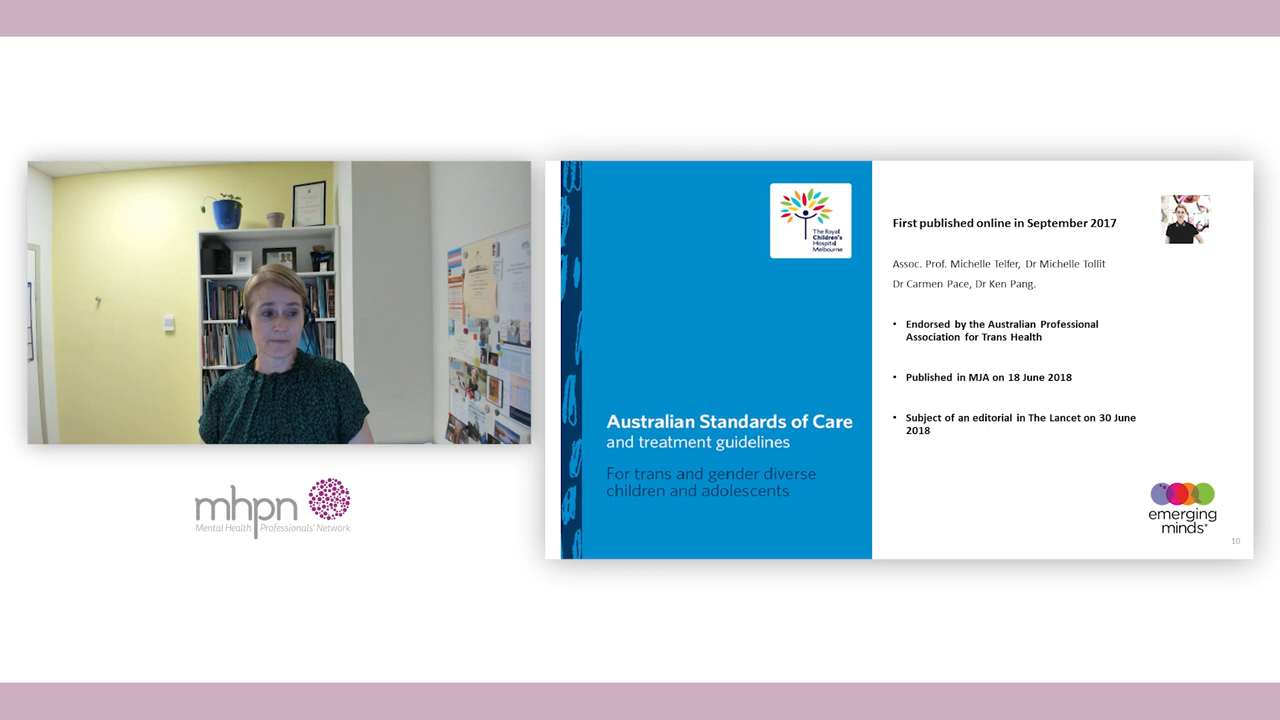 mhpn
Mental Health Professionals' Network
The Royal
Children's
Hospital
Melbourne
Australian Standards of Care
and treatment guidelines
For trans and gender diverse
children and adolescents
First published online in September 2017
Assoc. Prof. Michelle Telfer, Dr Michelle Tollit
Dr Carmen Pace, Dr Ken Pang.
• Endorsed by the Australian Professional
Association for Trans Health
• Published in MJA on 18 June 2018
• Subject of an editorial in The Lancet on 30 June
2018
emerging
minds
10